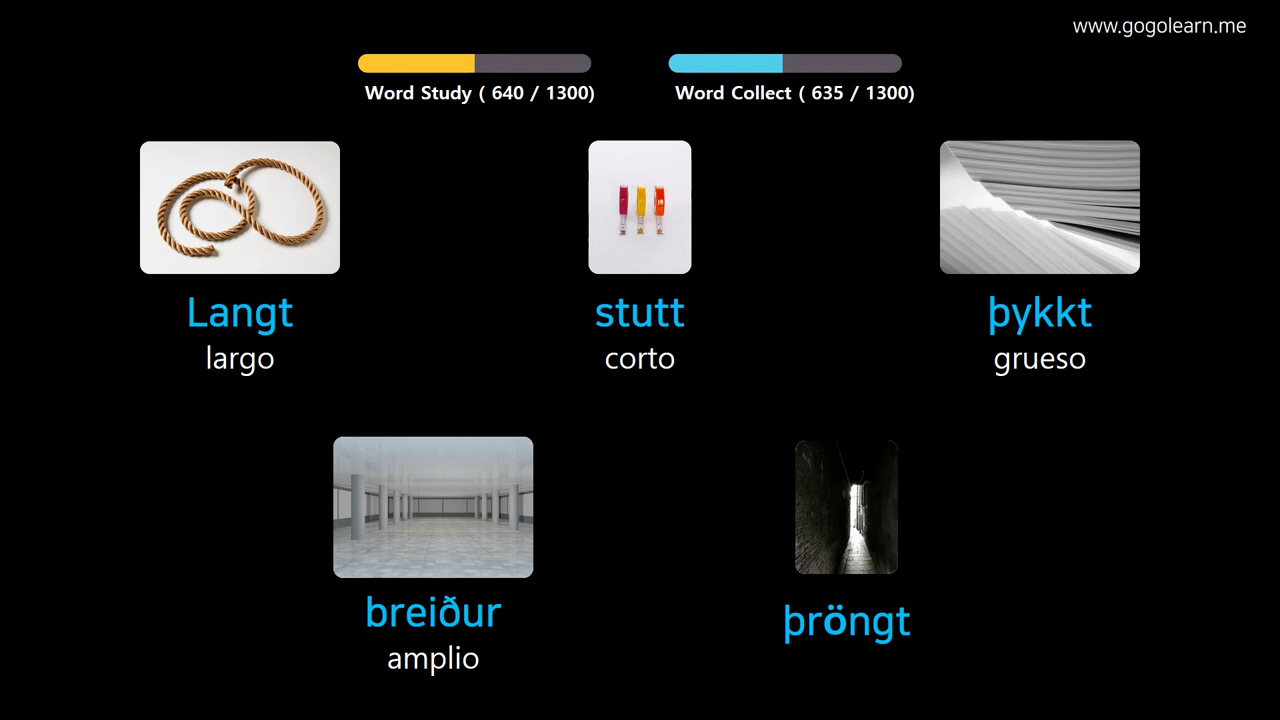 www.gogolearn.me
Word Study ( 640 / 1300)
Word Collect ( 635 / 1300)
Langt
largo
stutt
corto
þykkt
grueso
breiður
amplio
þröngt